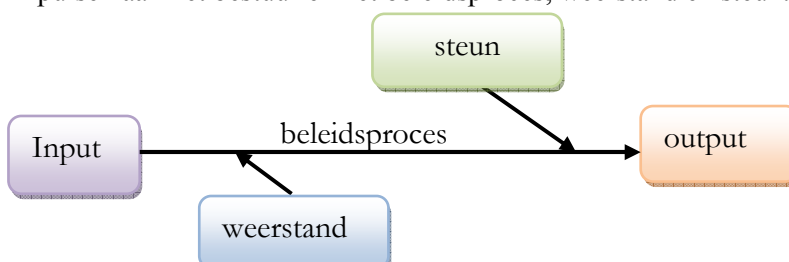 steun
beleidsproces
Input
output
weerstand